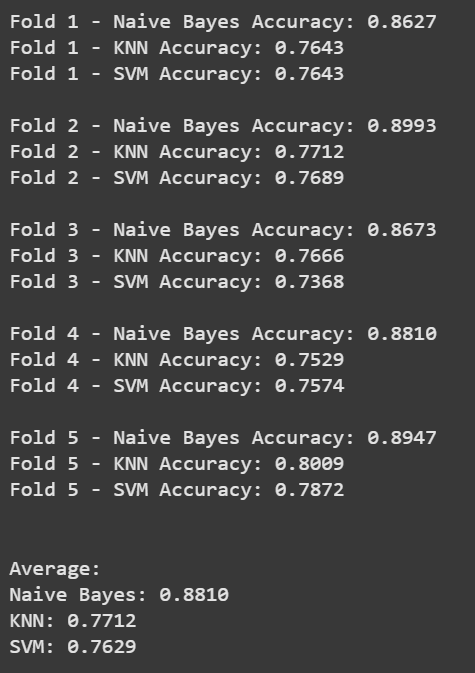 Fold 1 - Naive Bayes Accuracy: 0.8627
Fold 1 - KNN Accuracy: 0.7643
Fold 1 - SVM Accuracy: 0.7643
Fold 2 - Naive Bayes Accuracy: 0.8993
Fold 2 - KNN Accuracy: 0.7712
Fold 2 - SVM Accuracy: 0.7689
Fold 3 - Naive Bayes Accuracy: 0.8673
Fold 3 - KNN Accuracy: 0.7666
Fold 3 - SVM Accuracy: 0.7368
Fold 4 - Naive Bayes Accuracy: 0.8810
Fold 4 - KNN Accuracy: 0.7529
Fold 4 - SVM Accuracy: 0.7574
Fold 5 - Naive Bayes Accuracy: 0.8947
Fold 5 - KNN Accuracy: 0.8009
Fold 5 - SVM Accuracy: 0.7872
Average:
Naive Bayes: 0.8810
KNN: 0.7712
SVM: 0.7629